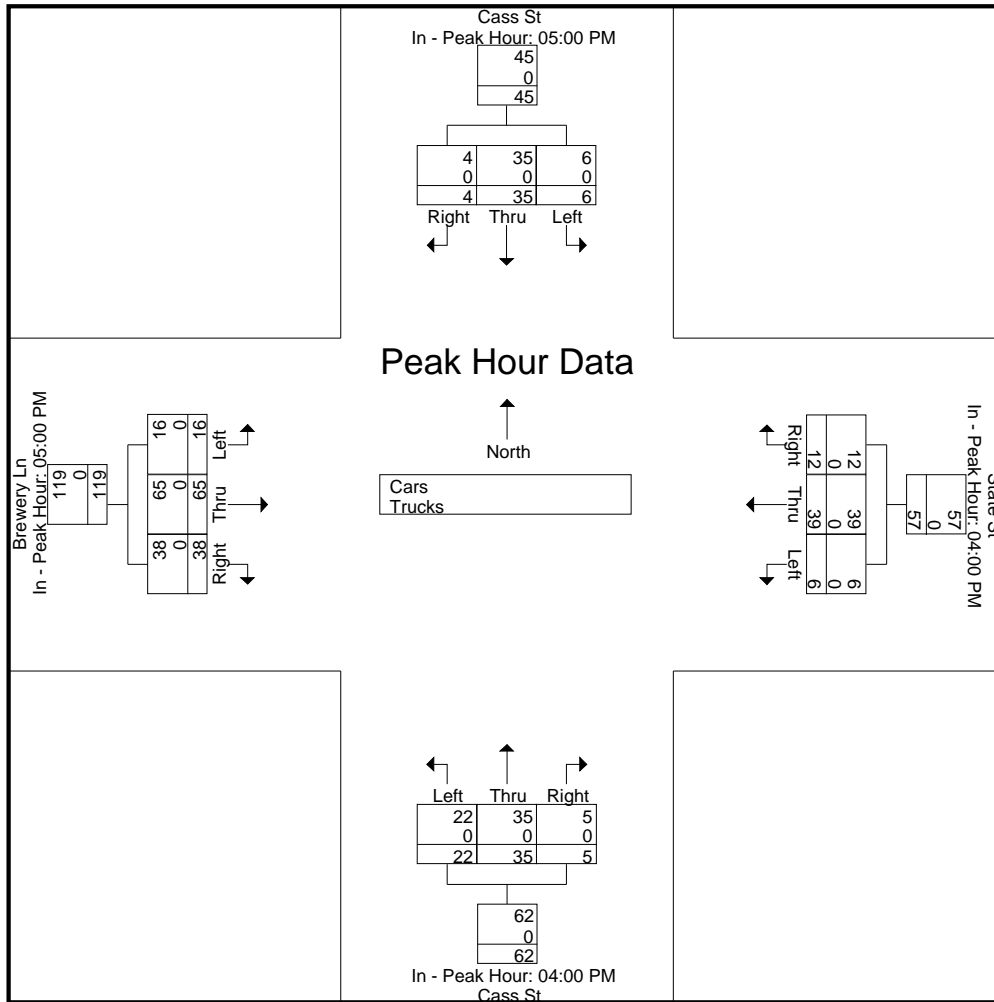 Cass St
In - Peak Hour: 05:00 PM
45
0
45
4 35 6
0 0 0
4 35 6
Right Thru Left
Peak Hour Data
North
Cars
Trucks
Brewery Ln
In - Peak Hour: 05:00 PM
119
0
119
16 0 16
65 0 65
38 0 38
Left
Thru
Right
State St
In - Peak Hour: 04:00 PM
57
0
57
12 0 12
39 0 39
6 0 6
Right
Thru
Left
Left Thru Right
22 35 5
0 0 0
22 35 5
62
0
62
In - Peak Hour: 04:00 PM
Cass St